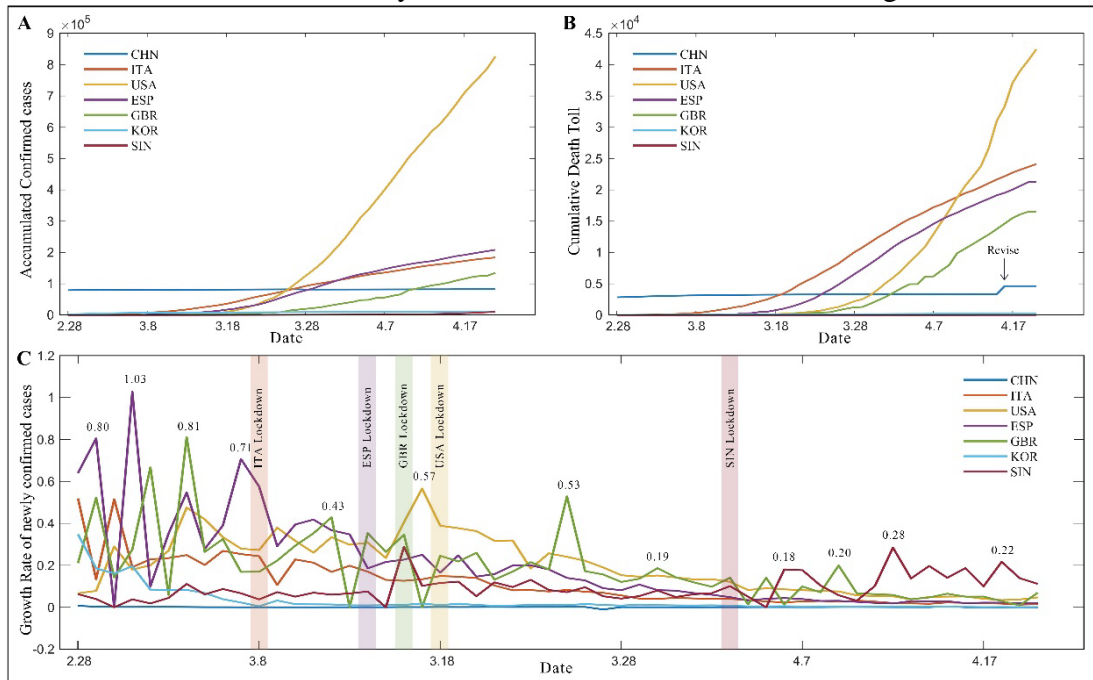 A
×10⁵
9
8
7
6
5
4
3
2
1
0
Accumulated Confirmed cases
CHN
ITA
USA
ESP
GBR
KOR
SIN
2.28
3.8
3.18
3.28
4.7
4.17
Date
B
×10⁴
4.5
4
3.5
3
2.5
2
1.5
1
0.5
0
Cumulative Death Toll
CHN
ITA
USA
ESP
GBR
KOR
SIN
Revise
2.28
3.8
3.18
3.28
4.7
4.17
Date
C
1.2
1
0.8
0.6
0.4
0.2
0
-0.2
Growth Rate of newly confirmed cases
0.80
1.03
0.81
0.71
0.43
0.57
0.53
0.19
0.18
0.20
0.28
0.22
ITA Lockdown
ESP Lockdown
GBR Lockdown
USA Lockdown
SIN Lockdown
CHN
ITA
USA
ESP
GBR
KOR
SIN
2.28
3.8
3.18
3.28
4.7
4.17
Date